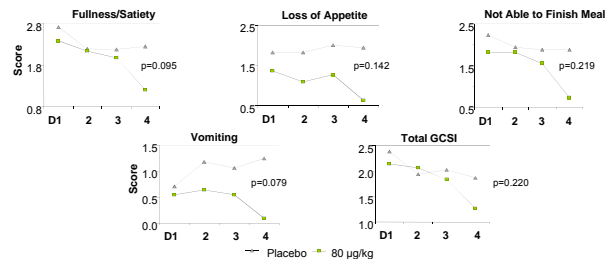 Fullness/Satiety
Score
2.8
1.8
0.8
p=0.095
D1 2 3 4
Loss of Appetite
2.5
1.5
0.5
p=0.142
D1 2 3 4
Not Able to Finish Meal
2.5
1.5
0.5
p=0.219
D1 2 3 4
Vomiting
Score
1.5
1.0
0.5
0.0
p=0.079
D1 2 3 4
Total GCSI
2.5
2.0
1.5
1.0
p=0.220
D1 2 3 4
Placebo 80 µg/kg